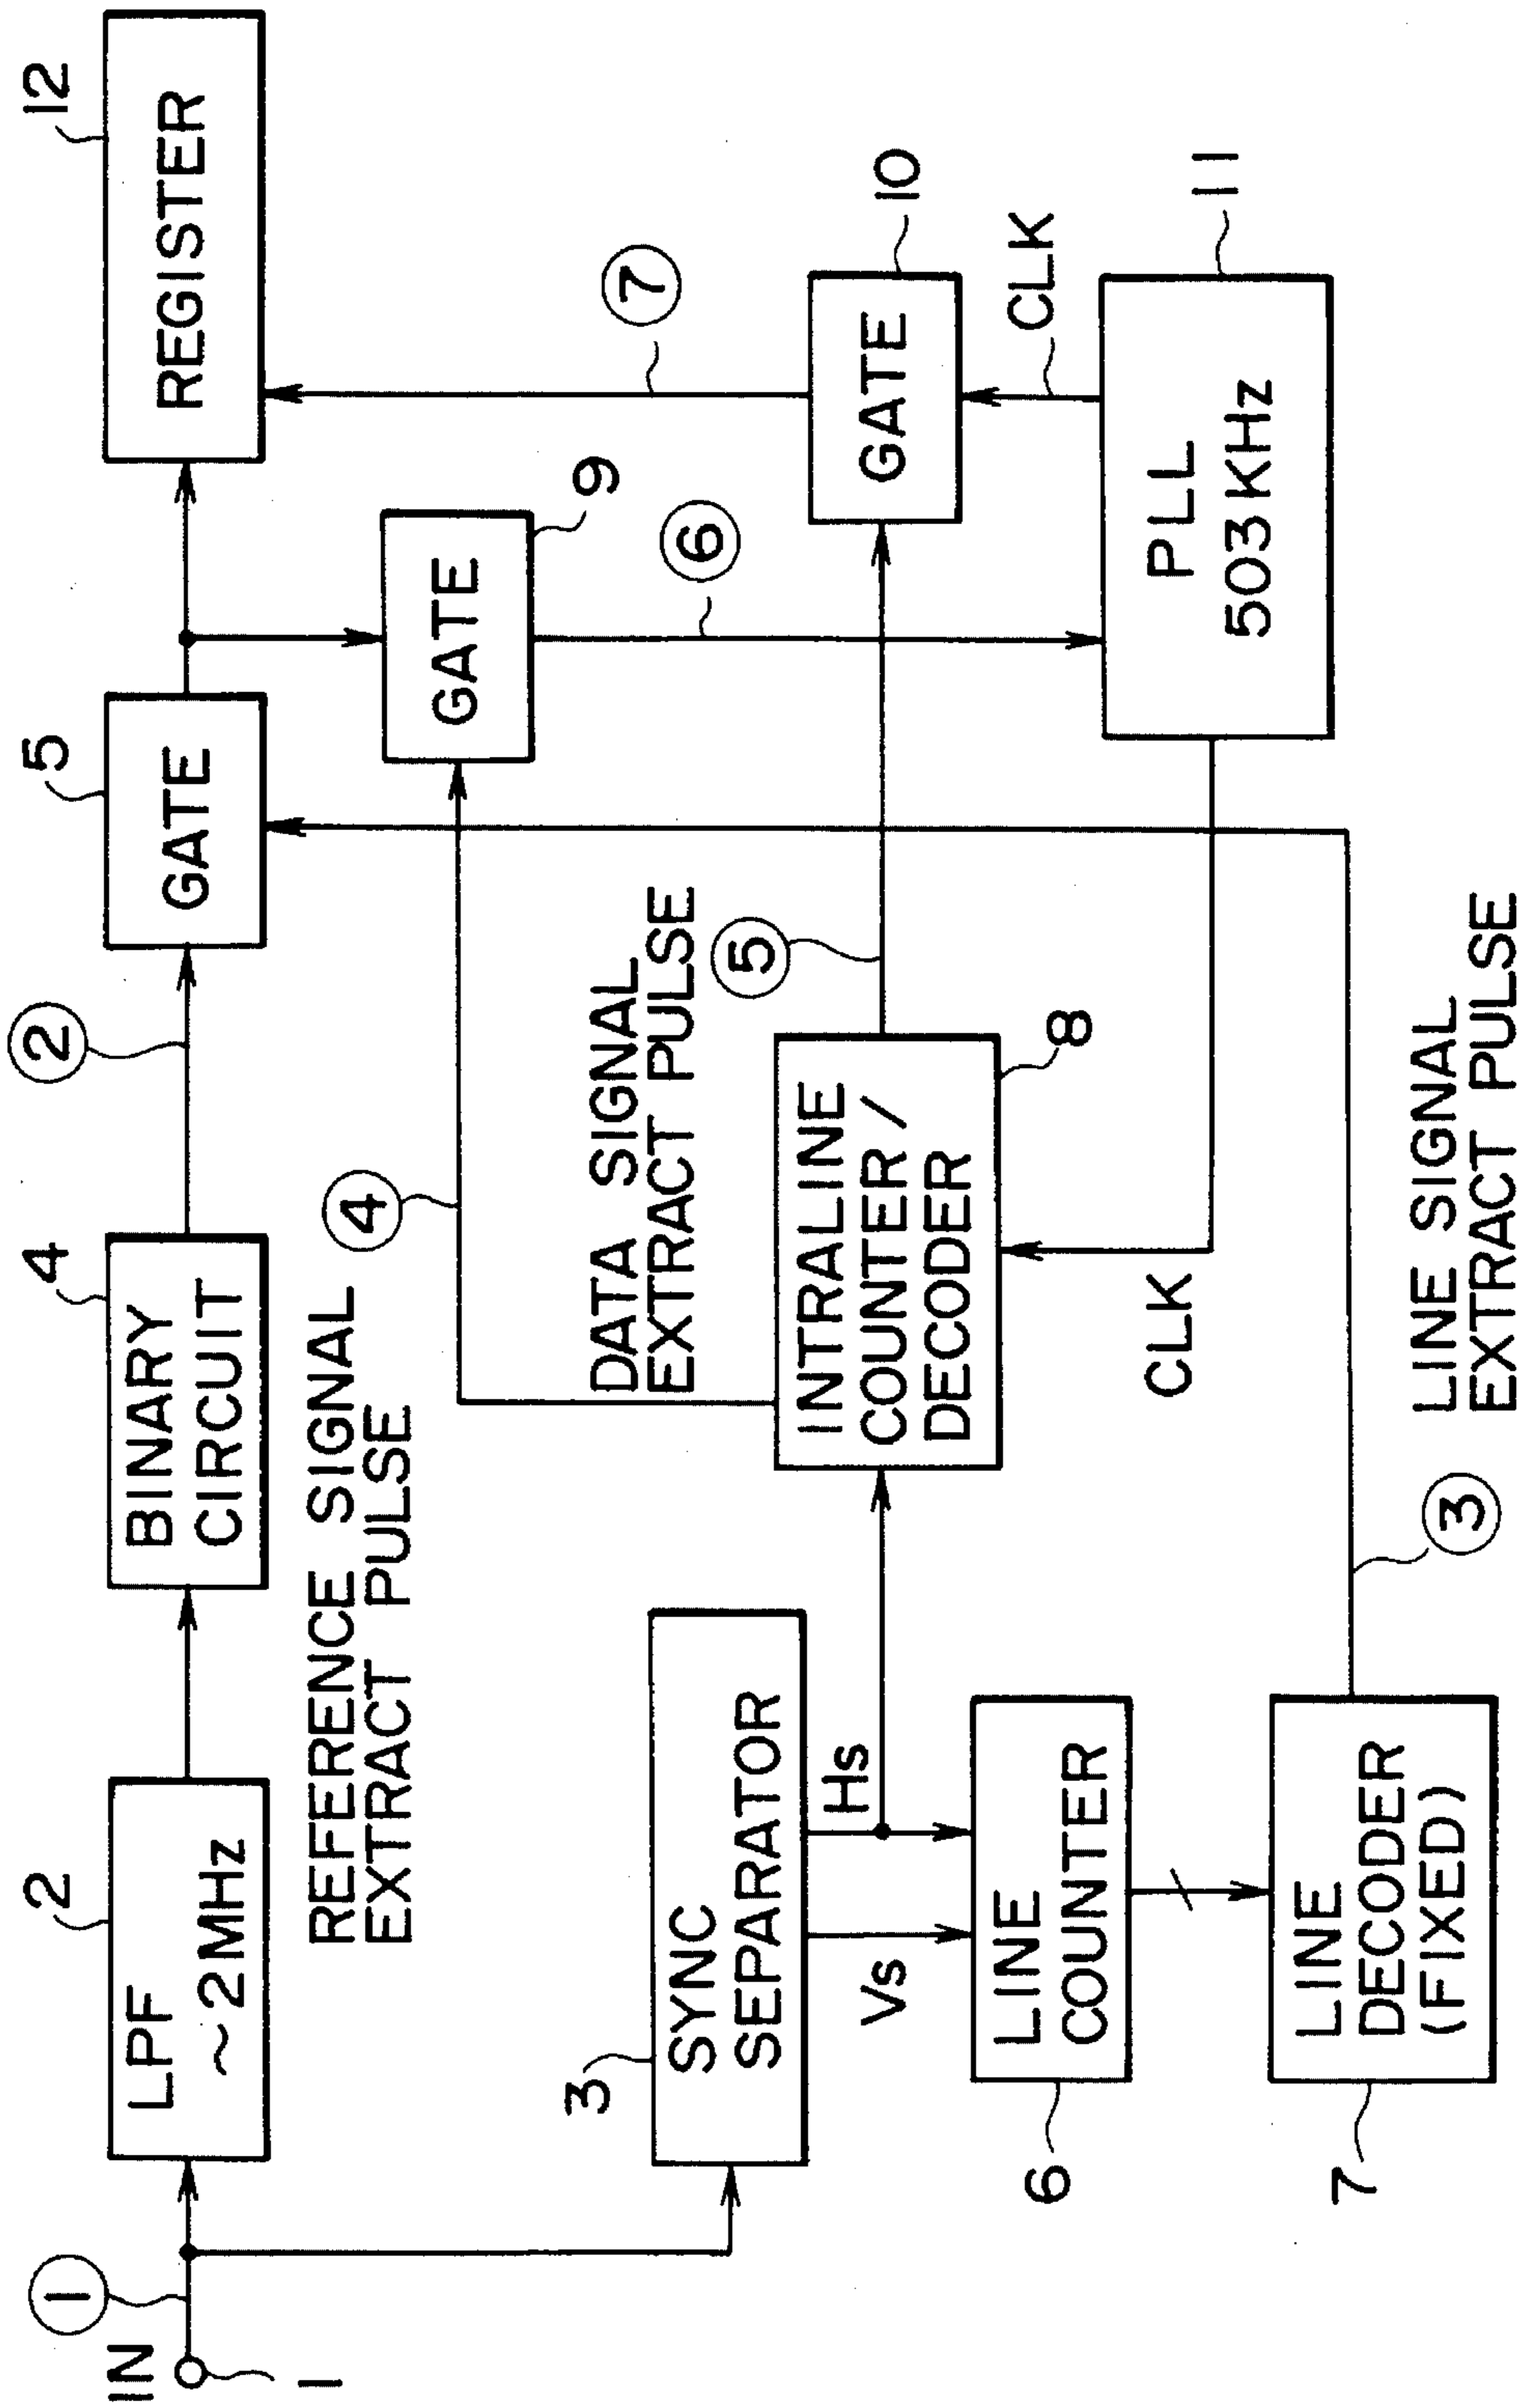 IN
1
①
2
LPF
~2MHz
4
BINARY
CIRCUIT
②
5
GATE
12
REGISTER
REFERENCE SIGNAL
EXTRACT PULSE
④
9
GATE
⑥
⑦
3
SYNC
SEPARATOR
Vs
Hs
DATA SIGNAL
EXTRACT PULSE
⑤
INTRALINE
COUNTER/
DECODER
8
10
GATE
CLK
6
LINE
COUNTER
CLK
PLL
503KHz
11
7
LINE
DECODER
(FIXED)
③
LINE SIGNAL
EXTRACT PULSE